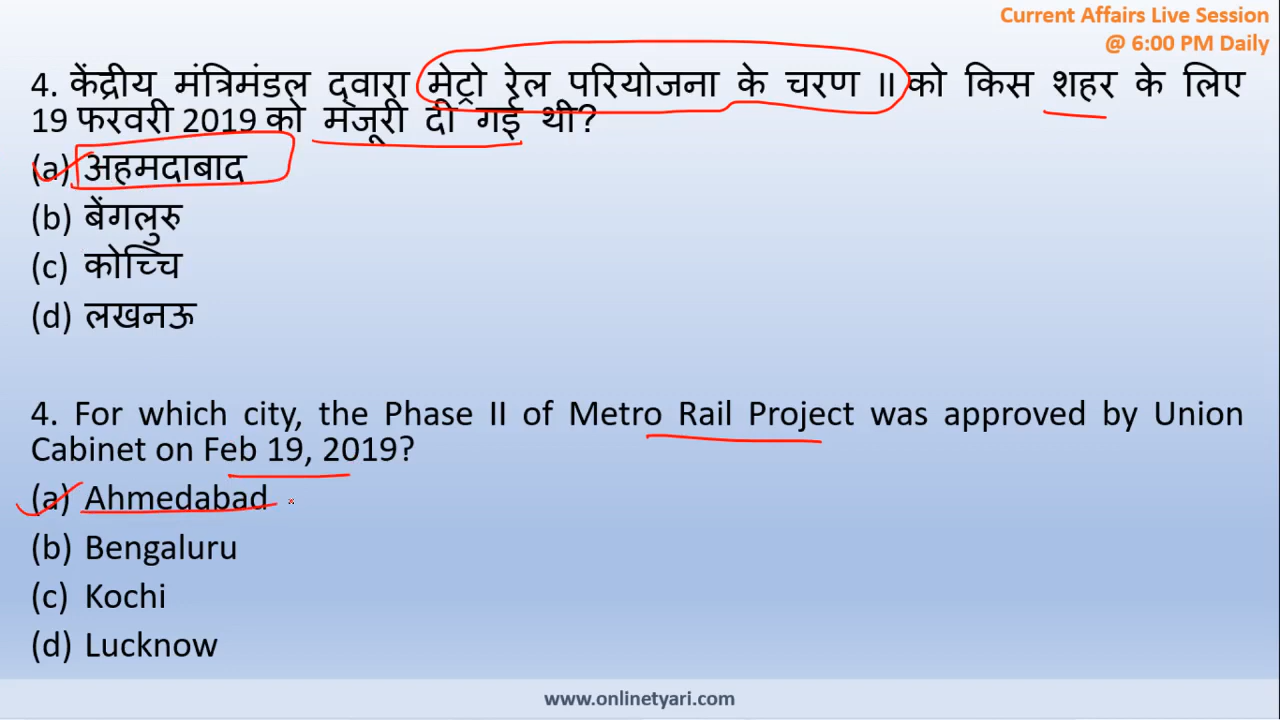 Current Affairs Live Session
@ 6:00 PM Daily
4. केंद्रीय मंत्रिमंडल द्वारा मेट्रो रेल परियोजना के चरण II को किस शहर के लिए
19 फरवरी 2019 को मंजूरी दी गई थी?
(a) अहमदाबाद
(b) बेंगलुरु
(c) कोच्चि
(d) लखनऊ
4. For which city, the Phase II of Metro Rail Project was approved by Union
Cabinet on Feb 19, 2019?
(a) Ahmedabad
(b) Bengaluru
(c) Kochi
(d) Lucknow
www.onlinetyari.com